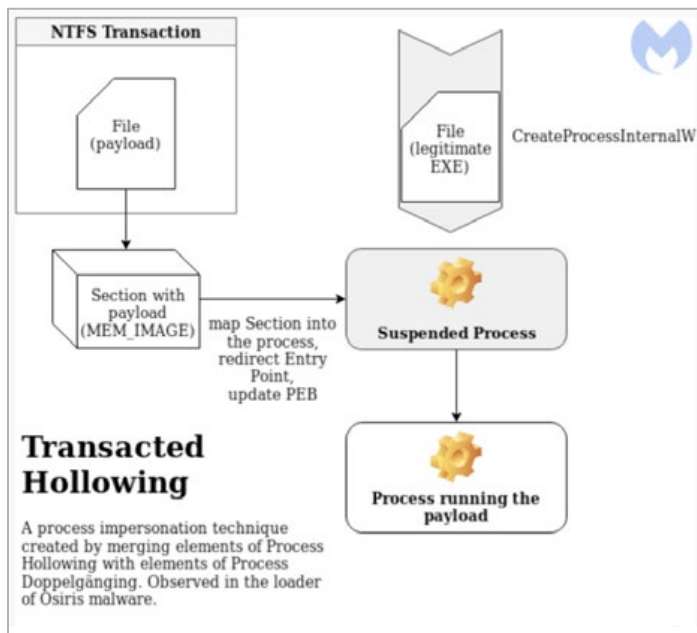 NTFS Transaction
File
(payload)
File
(legitimate
EXE)
CreateProcessInternalW
Section with
payload
(MEM_IMAGE)
map Section into
the process,
redirect Entry
Point,
update PEB
Suspended Process
Process running the
payload
Transacted
Hollowing
A process impersonation technique
created by merging elements of Process
Hollowing with elements of Process
Doppelgänging. Observed in the loader
of Osiris malware.